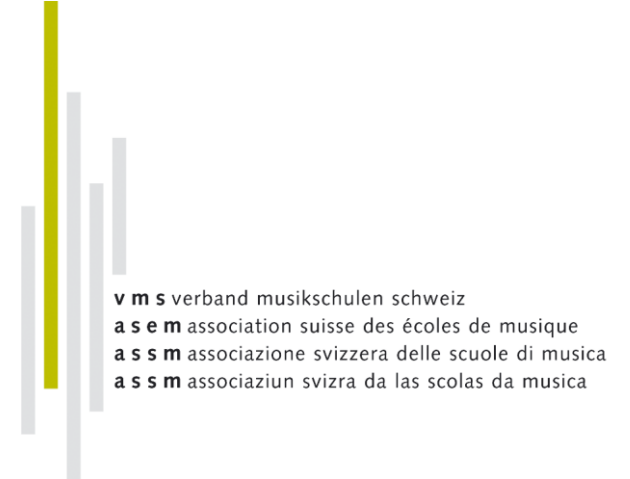 v m s verband musikschulen schweiz
a s e m association suisse des écoles de musique
a s s m associazione svizzera delle scuole di musica
a s s m associaziun svizra da las scolas da musica